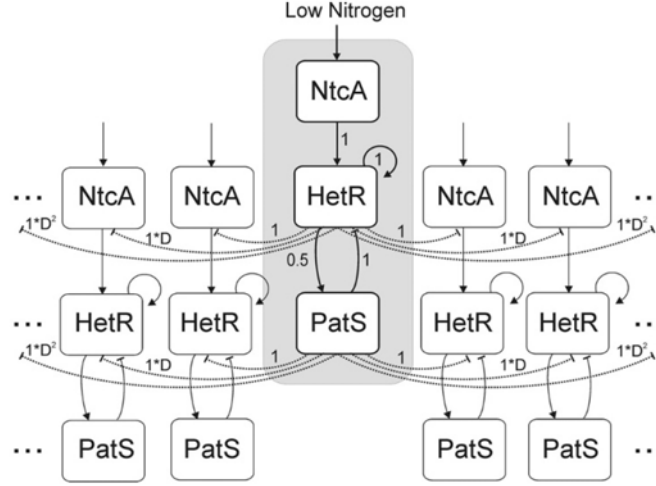 Low Nitrogen
NtcA
1
... NtcA NtcA HetR 1 NtcA NtcA ...
1*D² 1*D 1 1 1*D 1*D²
0.5 1
... HetR HetR PatS HetR HetR ...
1*D² 1*D 1 1 1*D 1*D²
... PatS PatS PatS PatS ...